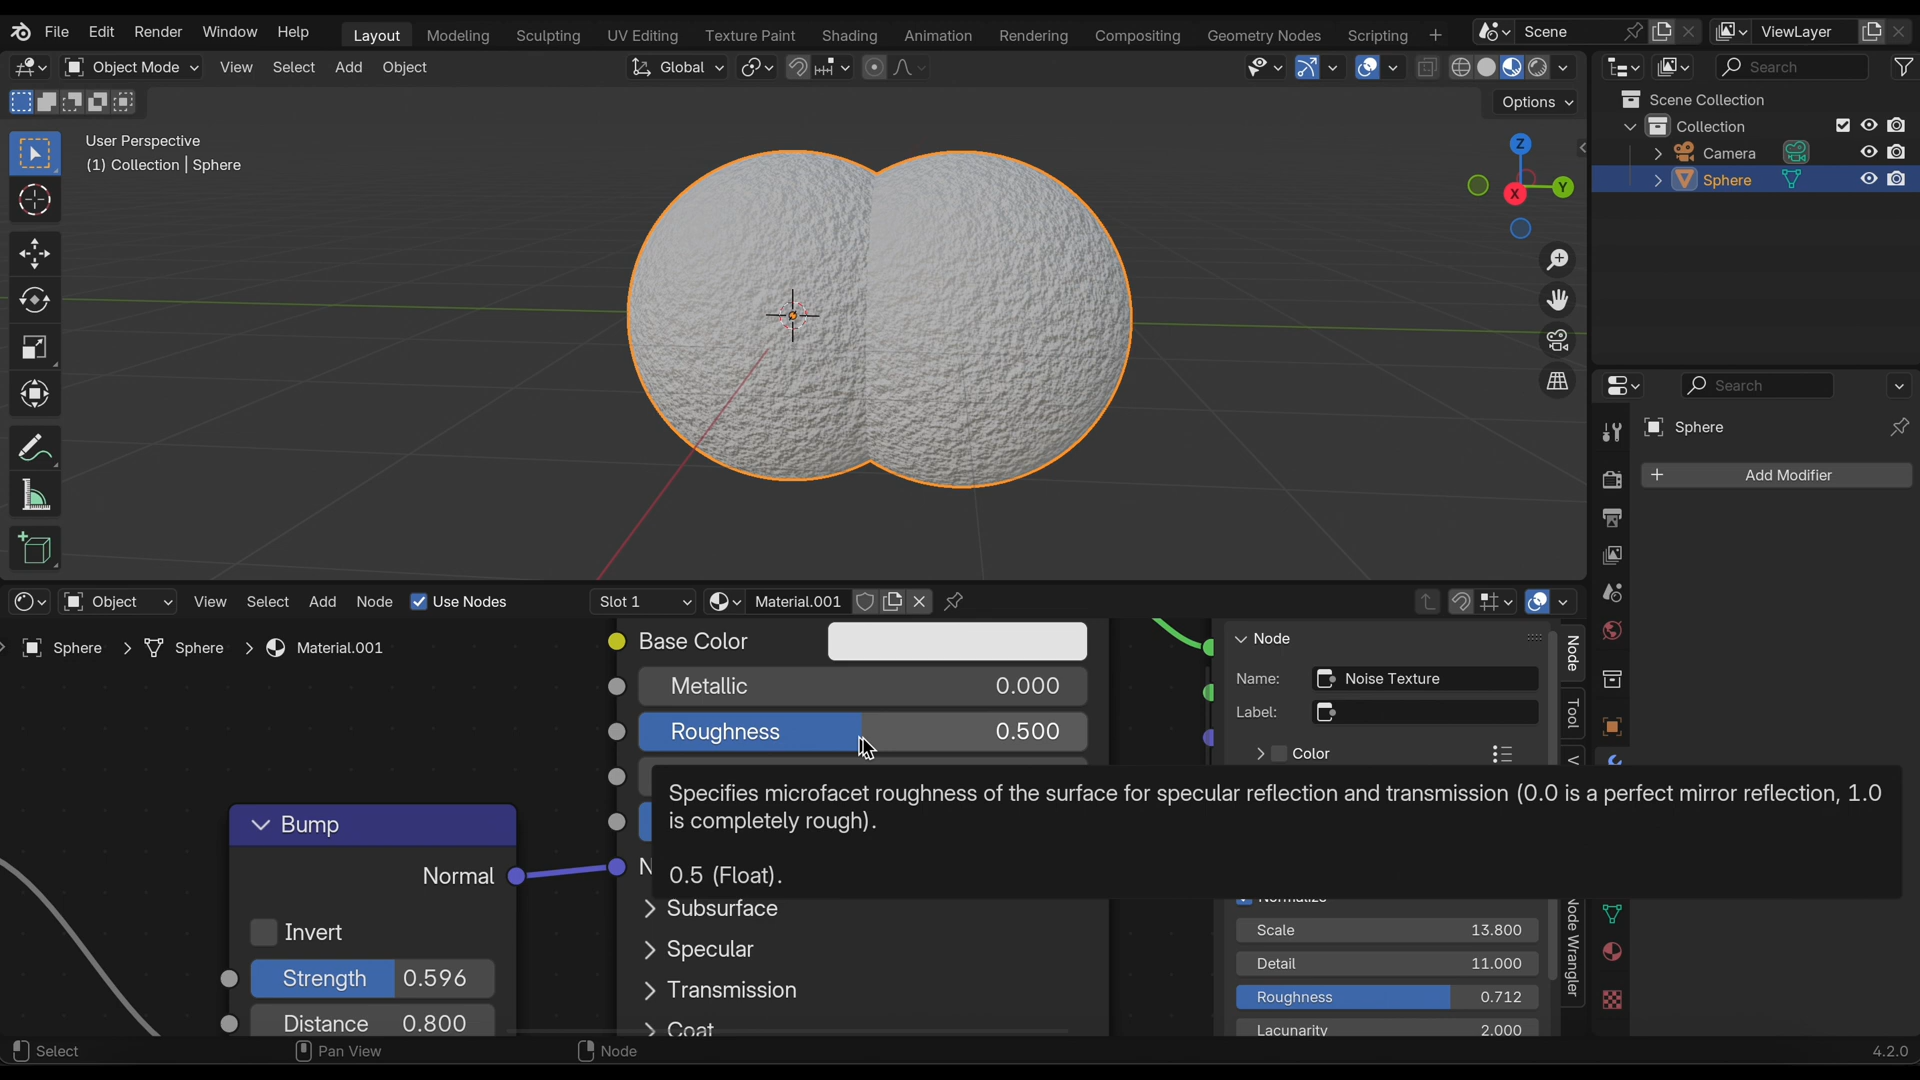 File Edit Render Window Help Layout Modeling Sculpting UV Editing Texture Paint Shading Animation Rendering Compositing Geometry Nodes Scripting + Scene ViewLayer
Object Mode View Select Add Object Global Search
Options
User Perspective
(1) Collection | Sphere
Z
Y
X
Scene Collection
Collection
Camera
Sphere
Search
Sphere
+ Add Modifier
Object View Select Add Node Use Nodes Slot 1 Material.001
Sphere > Sphere > Material.001
Base Color
Metallic 0.000
Roughness 0.500
Bump
Normal
Invert
Strength 0.596
Distance 0.800
Specifies microfacet roughness of the surface for specular reflection and transmission (0.0 is a perfect mirror reflection, 1.0
is completely rough).
0.5 (Float).
Subsurface
Specular
Transmission
Coat
Node
Name: Noise Texture
Label:
Color
Normalize
Scale 13.800
Detail 11.000
Roughness 0.712
Lacunarity 2.000
Node
Tool
Node Wrangler
Select Pan View Node 4.2.0